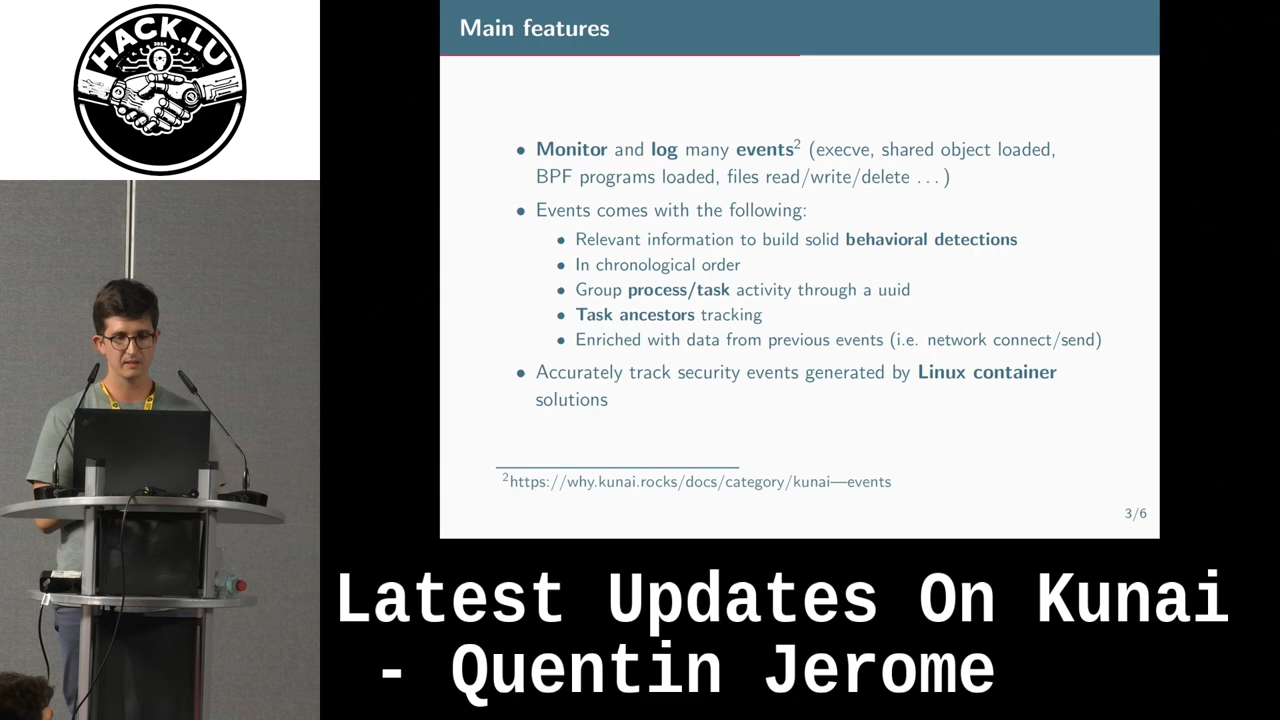 HACK.LU
2024
Main features
• Monitor and log many events2 (execve, shared object loaded,
BPF programs loaded, files read/write/delete ...)
• Events comes with the following:
• Relevant information to build solid behavioral detections
• In chronological order
• Group process/task activity through a uuid
• Task ancestors tracking
• Enriched with data from previous events (i.e. network connect/send)
• Accurately track security events generated by Linux container
solutions
2https://why.kunai.rocks/docs/category/kunai—events
3/6
Latest Updates On Kunai
- Quentin Jerome